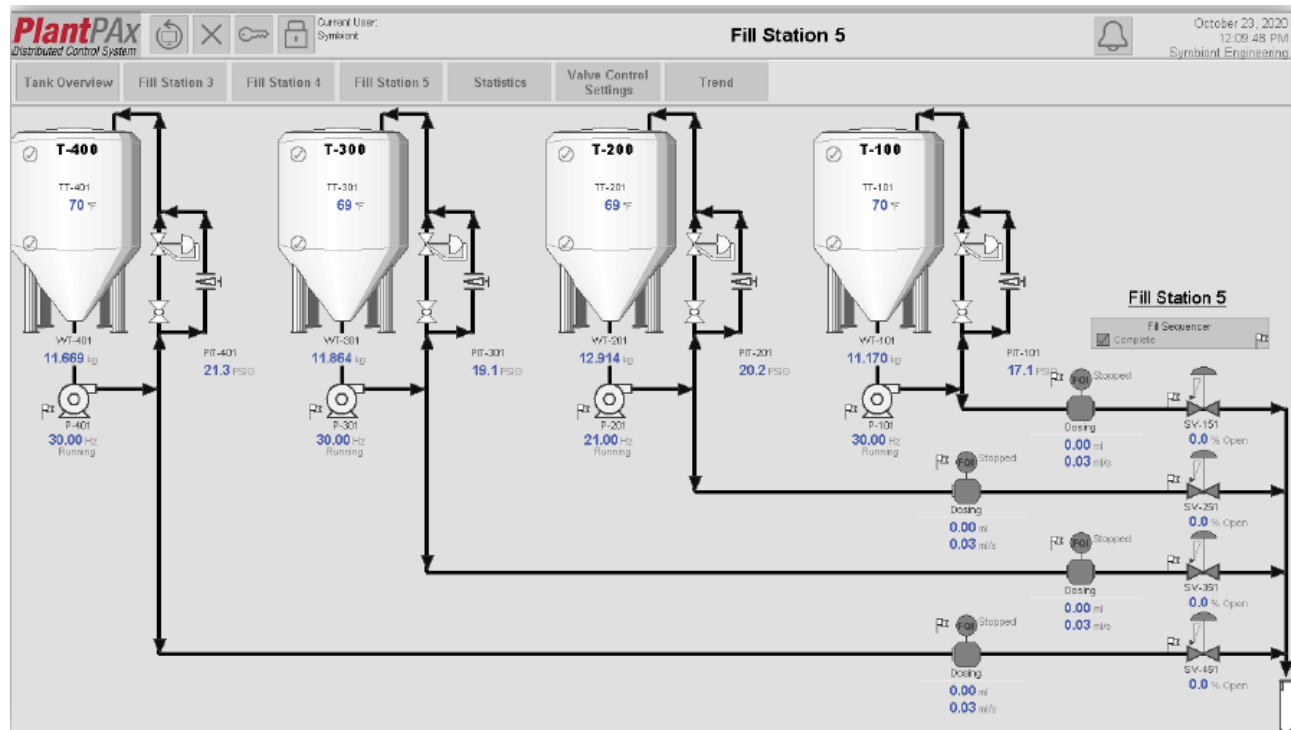 PlantPAx
Distributed Control System
Current User:
Symbiont
Fill Station 5
October 23, 2020
12:09:48 PM
Symbiont Engineering
Tank Overview
Fill Station 3
Fill Station 4
Fill Station 5
Statistics
Valve Control
Settings
Trend
T-400
TT-401
70 °F
WT-401
11.669 kg
PIT-401
21.3 PSIG
P-401
30.00 Hz
Running
T-300
TT-301
69 °F
WT-301
11.864 kg
PIT-301
19.1 PSIG
P-301
30.00 Hz
Running
T-200
TT-201
69 °F
WT-201
12.914 kg
PIT-201
20.2 PSIG
P-201
21.00 Hz
Running
T-100
TT-101
70 °F
WT-101
11.170 kg
PIT-101
17.1 PSIG
P-101
30.00 Hz
Running
Fill Station 5
Fill Sequencer
Complete
FQI
Stopped
Dosing
0.00 ml
0.03 ml/s
SV-151
0.0 % Open
FQI
Stopped
Dosing
0.00 ml
0.03 ml/s
SV-251
0.0 % Open
FQI
Stopped
Dosing
0.00 ml
0.03 ml/s
SV-351
0.0 % Open
FQI
Stopped
Dosing
0.00 ml
0.03 ml/s
SV-451
0.0 % Open